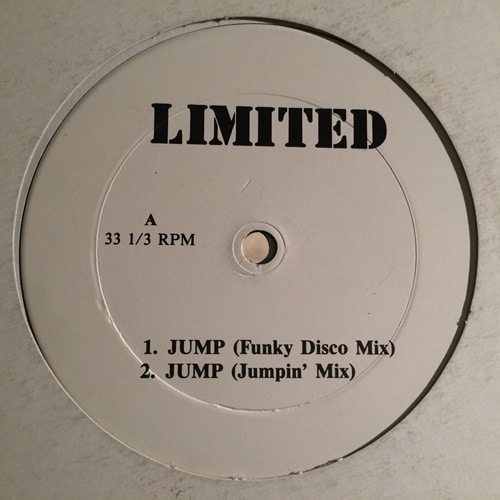 LIMITED
A
33 1/3 RPM
1. JUMP (Funky Disco Mix)
2. JUMP (Jumpin' Mix)